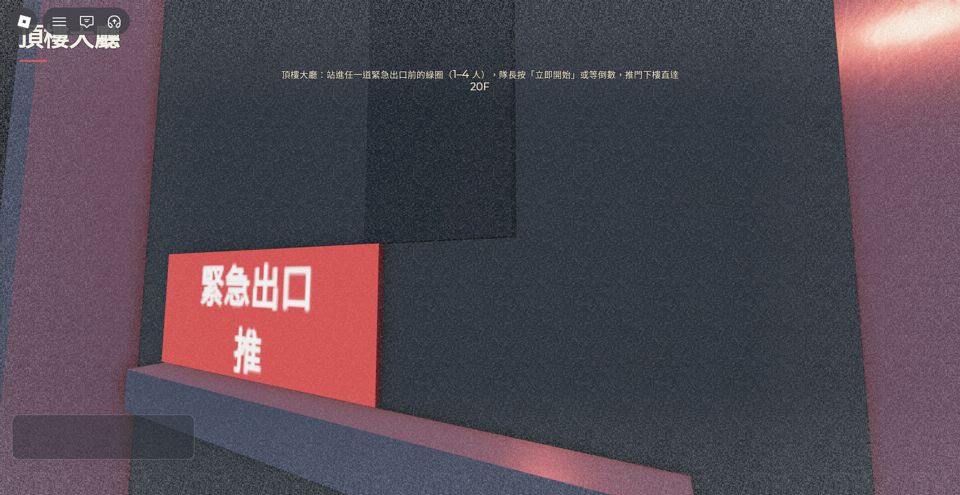 頂樓大廳
頂樓大廳：站進任一道緊急出口前的綠圈（1–4 人），隊長按「立即開始」或等倒數，推門下樓直達
20F
緊急出口
推